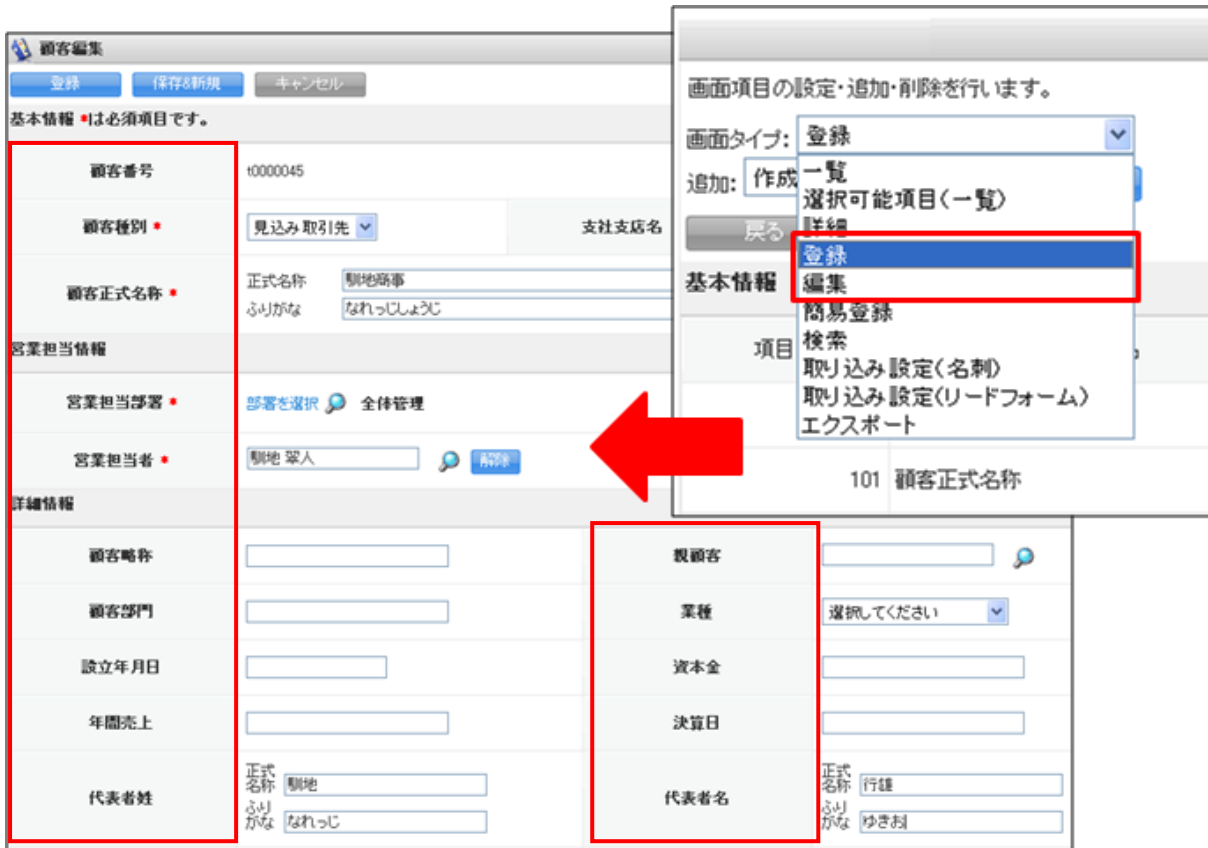 顧客編集
登録 保存&新規 キャンセル
基本情報 *は必須項目です。
顧客番号 t0000045
顧客種別 * 見込み取引先 支社支店名
顧客正式名称 * 正式名称 馴地商事
ふりがな なれっじしょうじ
営業担当情報
営業担当部署 * 部署を選択 全体管理
営業担当者 * 馴地 翠人 解除
詳細情報
顧客略称 親顧客
顧客部門 業種 選択してください
設立年月日 資本金
年間売上 決算日
代表者姓 正式名称 馴地 代表者名 正式名称 行雄
ふりがな なれっじ ふりがな ゆきお
画面項目の設定・追加・削除を行います。
画面タイプ: 登録
追加: 作成
一覧
選択可能項目(一覧)
戻る 詳細
登録
基本情報 編集
簡易登録
項目 検索
取り込み設定(名刺)
取り込み設定(リードフォーム)
エクスポート
101 顧客正式名称